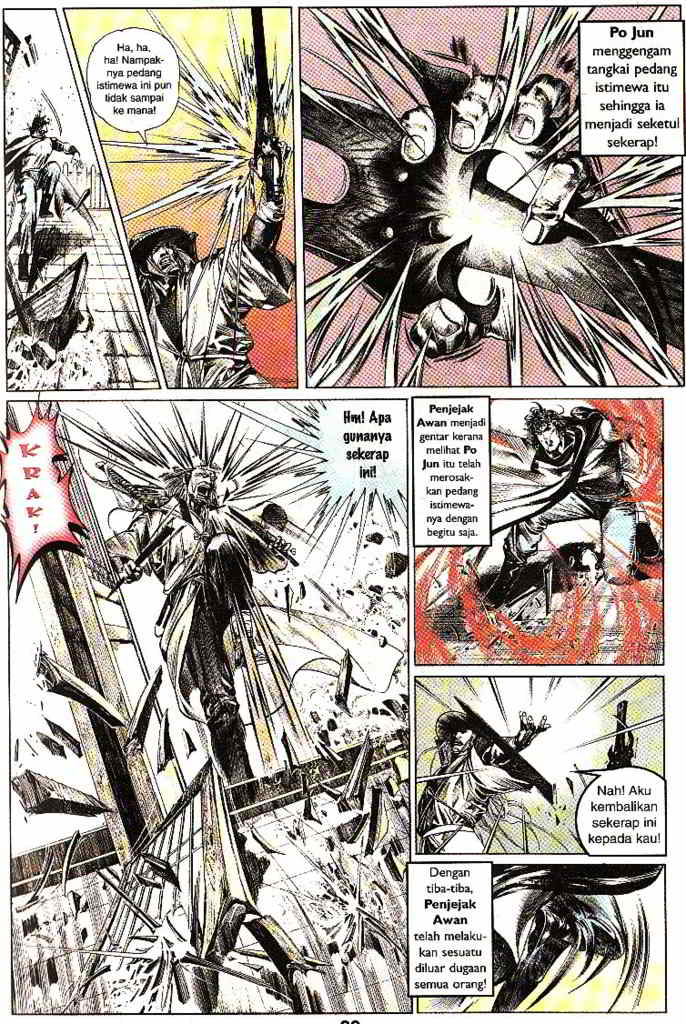 Ha, ha,
ha! Nampak-
nya pedang
istimewa ini pun
tidak sampai
ke mana!
Po Jun
menggengam
tangkai pedang
istimewa itu
sehingga ia
menjadi seketul
sekerap!
KRAK!
Hm! Apa
gunanya
sekerap
ini!
Penjejak
Awan menjadi
gentar kerana
melihat Po
Jun itu telah
merosak-
kan pedang
istimewa-
nya dengan
begitu saja.
Nah! Aku
kembalikan
sekerap ini
kepada kau!
Dengan
tiba-tiba,
Penjejak
Awan
telah melaku-
kan sesuatu
diluar dugaan
semua orang!